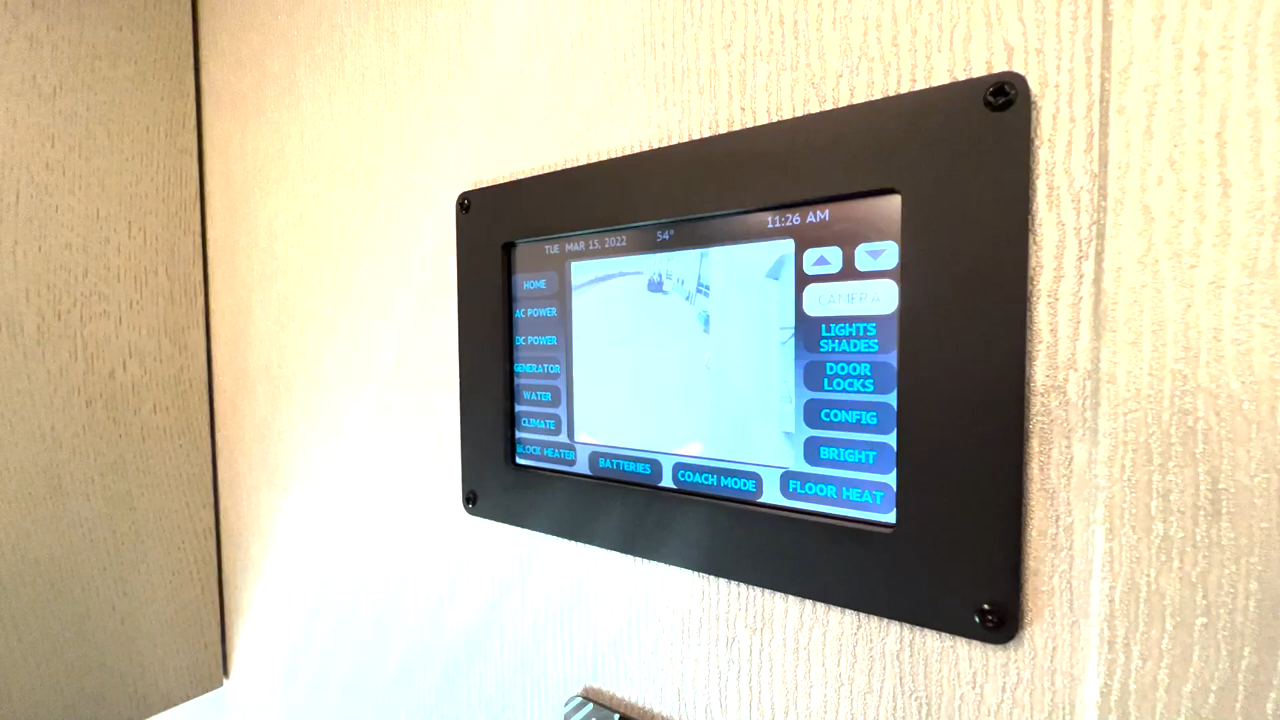 TUE MAR 15, 2022 54° 11:26 AM
HOME
AC POWER
DC POWER
GENERATOR
WATER
CLIMATE
BLOCK HEATER
BATTERIES
COACH MODE
FLOOR HEAT
CAMERA
LIGHTS
SHADES
DOOR
LOCKS
CONFIG
BRIGHT